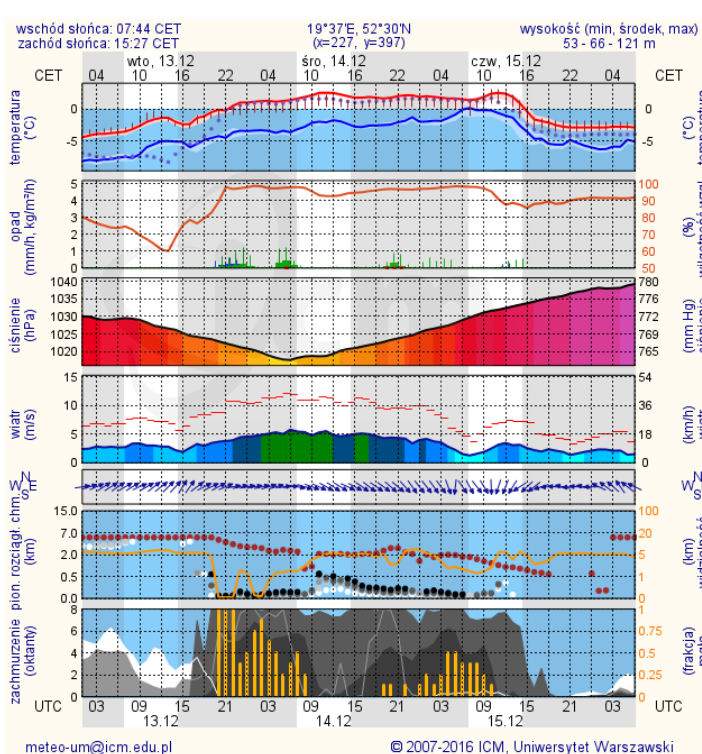 wschód słońca: 07:44 CET 19°37'E, 52°30'N wysokość (min, środek, max)
zachód słońca: 15:27 CET (x=227, y=397) 53 - 66 - 121 m
wto, 13.12 śro, 14.12 czw, 15.12
CET 04 10 16 22 04 10 16 22 04 10 16 22 04 CET
temperatura (°C) 0 -5 0 -5 (°C) temperatura
opad (mm/h, kg/m²/h) 5 4 3 2 1 0 100 90 80 70 60 50 (%) wilgotność wzgl.
ciśnienie (hPa) 1040 1035 1030 1025 1020 780 776 772 769 765 (mm Hg) ciśnienie
wiatr (m/s) 15 10 5 0 54 36 18 0 (km/h) wiatr
W N E S W N S
pion. rozciągł. chm. (km) 15.0 7.0 2.0 0.5 0.0 100 20 5 1 0 (km) widzialność
zachmurzenie (oktanty) 8 6 4 2 0 1 0.75 0.5 0.25 0 (frakcja)
UTC 03 09 15 21 03 09 15 21 03 09 15 21 03 UTC
13.12 14.12 15.12
meteo-um@icm.edu.pl © 2007-2016 ICM, Uniwersytet Warszawski